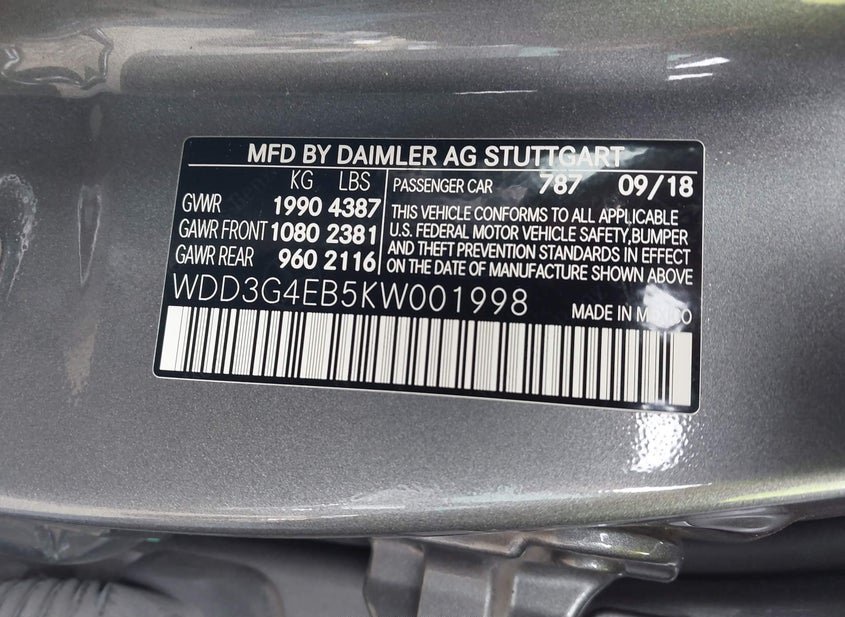 MFD BY DAIMLER AG STUTTGART
KG LBS
GVWR 1990 4387
GAWR FRONT 1080 2381
GAWR REAR 960 2116
PASSENGER CAR 787 09/18
THIS VEHICLE CONFORMS TO ALL APPLICABLE
U.S. FEDERAL MOTOR VEHICLE SAFETY,BUMPER
AND THEFT PREVENTION STANDARDS IN EFFECT
ON THE DATE OF MANUFACTURE SHOWN ABOVE
WDD3G4EB5KW001998
MADE IN MEXICO